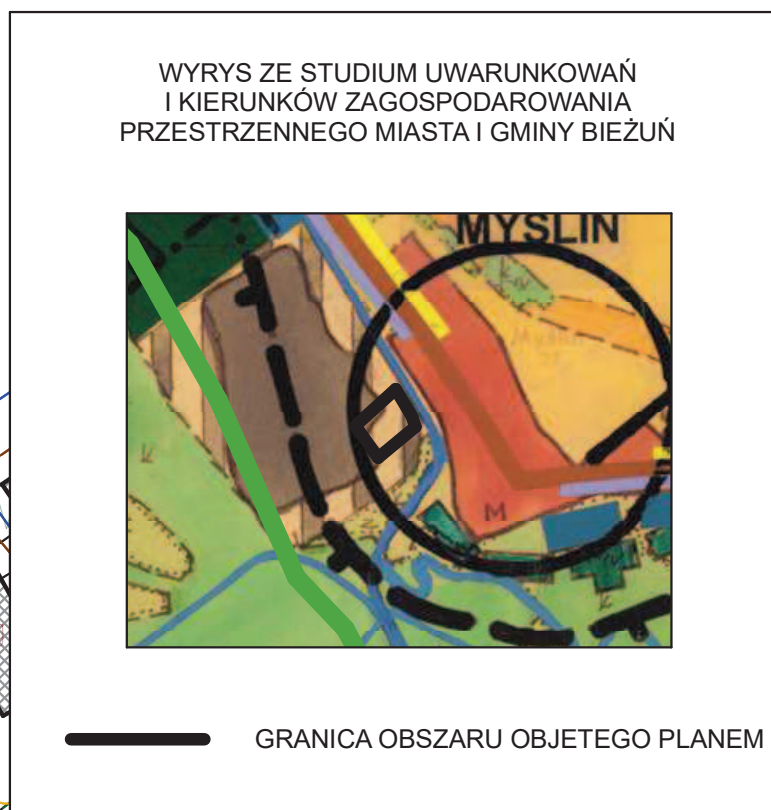 WYRYS ZE STUDIUM UWARUNKOWAŃ
I KIERUNKÓW ZAGOSPODAROWANIA
PRZESTRZENNEGO MIASTA I GMINY BIEŻUŃ
MYSLIN
M
GRANICA OBSZARU OBJETEGO PLANEM